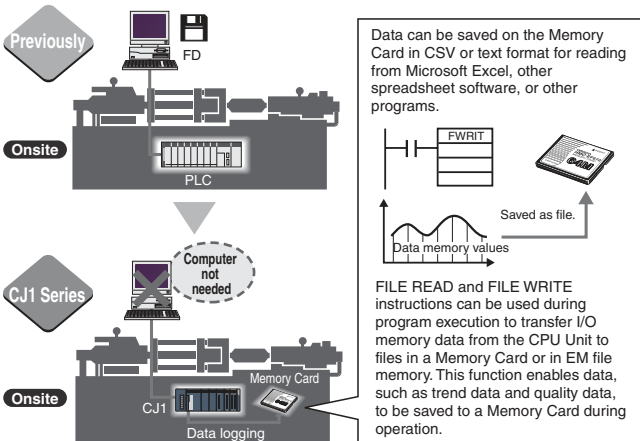 Previously
FD
Onsite
PLC
CJ1 Series
Computer
not
needed
Onsite
CJ1
Memory Card
Data logging
Data can be saved on the Memory
Card in CSV or text format for reading
from Microsoft Excel, other
spreadsheet software, or other
programs.
FWRIT
64M
Saved as file.
Data memory values
FILE READ and FILE WRITE
instructions can be used during
program execution to transfer I/O
memory data from the CPU Unit to
files in a Memory Card or in EM file
memory. This function enables data,
such as trend data and quality data,
to be saved to a Memory Card during
operation.